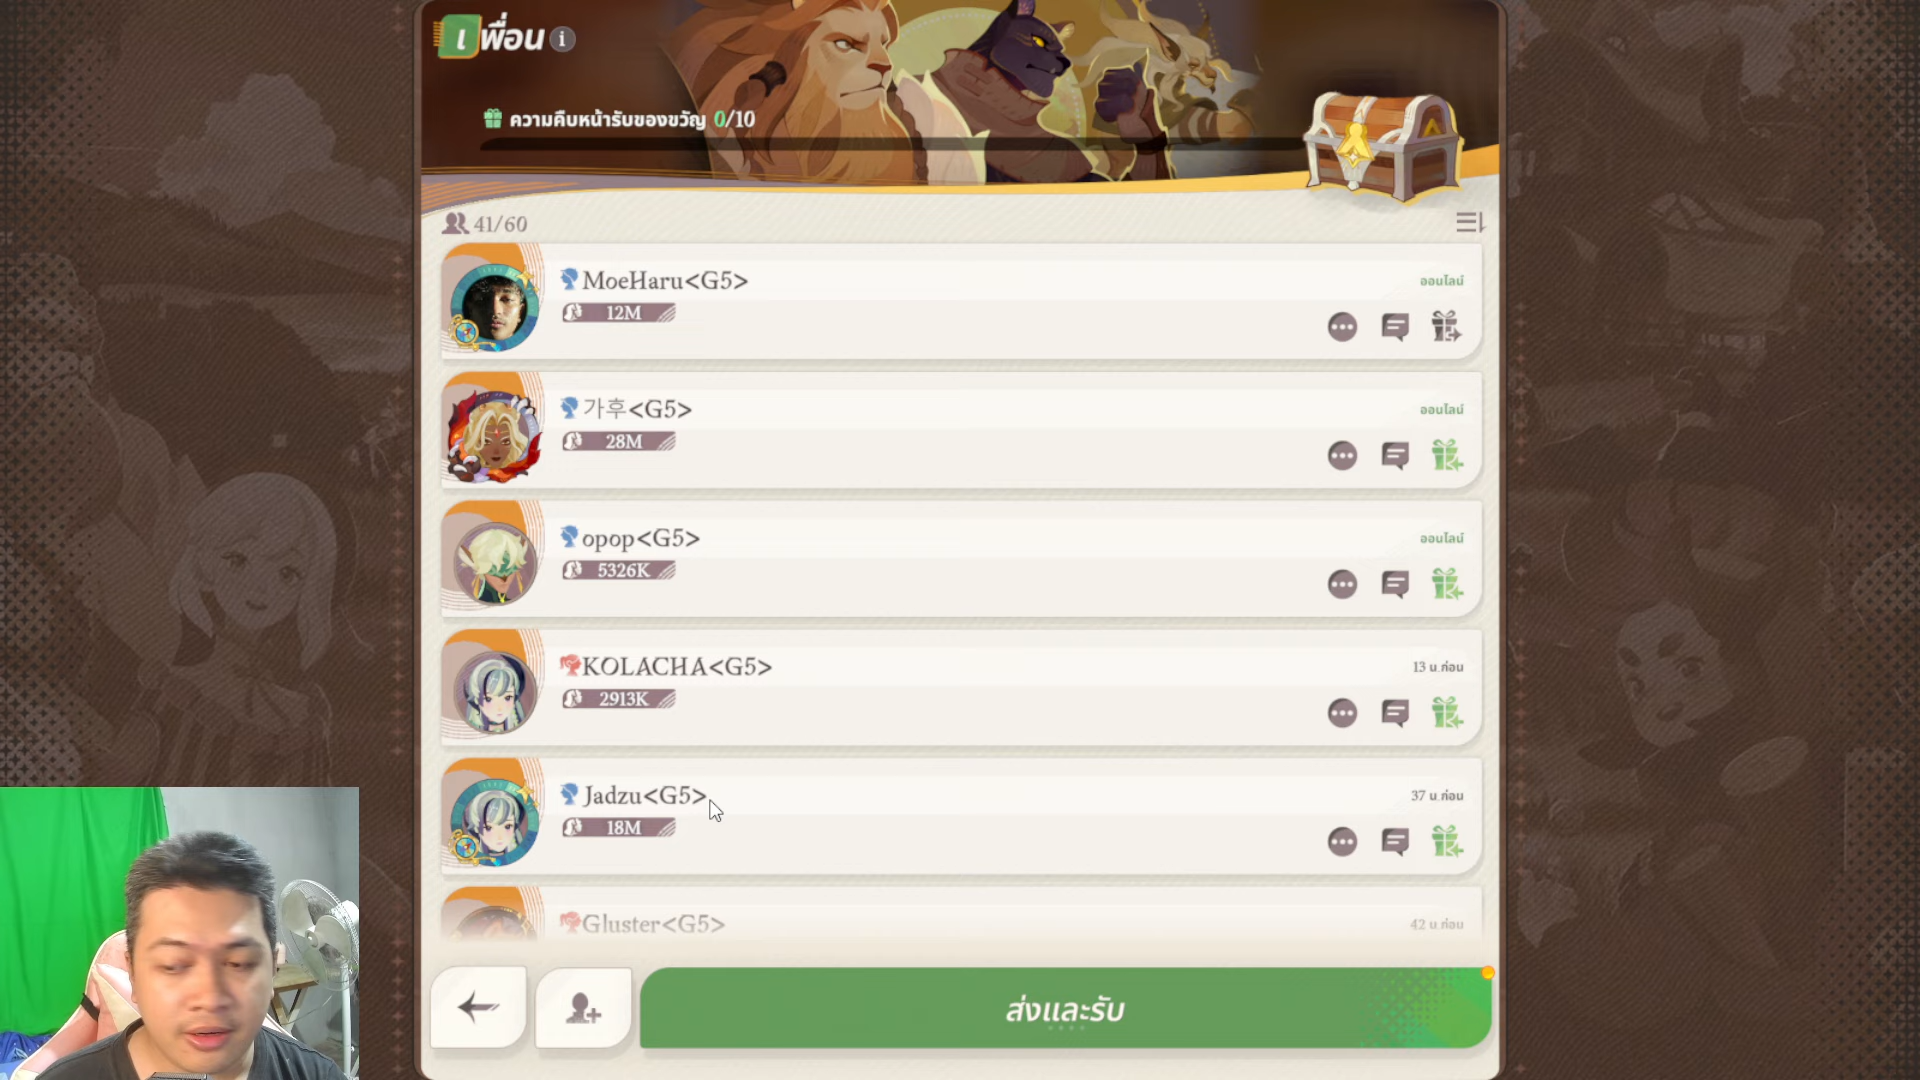 เพื่อน i
ความคืบหน้ารับของขวัญ 0/10
41/60
MoeHaru<G5>
ออนไลน์
12M
가후<G5>
ออนไลน์
28M
opop<G5>
ออนไลน์
5326K
KOLACHA<G5>
13 น.ก่อน
2913K
Jadzu<G5>
37 น.ก่อน
18M
Gluster<G5>
42 น.ก่อน
ส่งและรับ